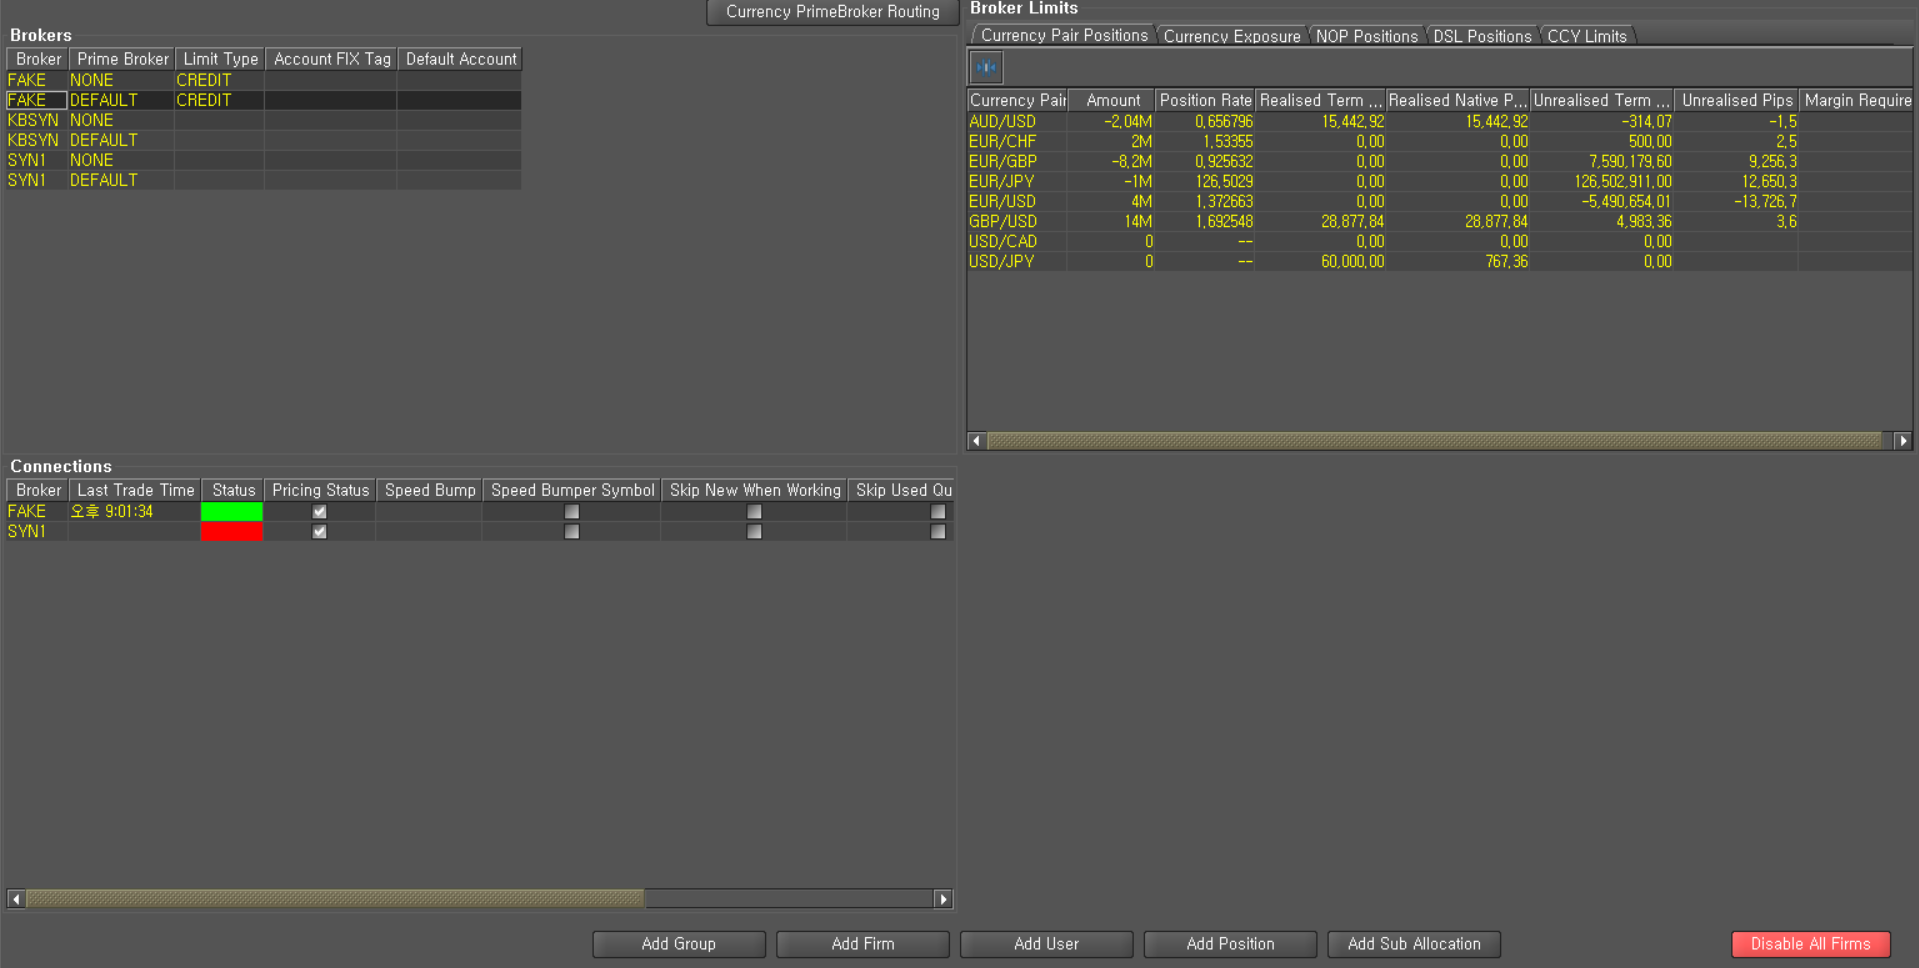 Currency PrimeBroker Routing
Brokers
Broker Prime Broker Limit Type Account FIX Tag Default Account
FAKE NONE CREDIT
FAKE DEFAULT CREDIT
KBSYN NONE
KBSYN DEFAULT
SYN1 NONE
SYN1 DEFAULT
Broker Limits
Currency Pair Positions Currency Exposure NOP Positions DSL Positions CCY Limits
Currency Pair Amount Position Rate Realised Term ... Realised Native P... Unrealised Term ... Unrealised Pips Margin Require
AUD/USD -2,04M 0,656796 15,442,92 15,442,92 -314,07 -1,5
EUR/CHF 2M 1,53355 0,00 0,00 500,00 2,5
EUR/GBP -8,2M 0,925632 0,00 0,00 7,590,179,60 9,256,3
EUR/JPY -1M 126,5029 0,00 0,00 126,502,911,00 12,650,3
EUR/USD 4M 1,372663 0,00 0,00 -5,490,654,01 -13,726,7
GBP/USD 14M 1,692548 28,877,84 28,877,84 4,983,36 3,6
USD/CAD 0 -- 0,00 0,00 0,00
USD/JPY 0 -- 60,000,00 767,36 0,00
Connections
Broker Last Trade Time Status Pricing Status Speed Bump Speed Bumper Symbol Skip New When Working Skip Used Qu
FAKE 오후 9:01:34
SYN1
Add Group Add Firm Add User Add Position Add Sub Allocation Disable All Firms